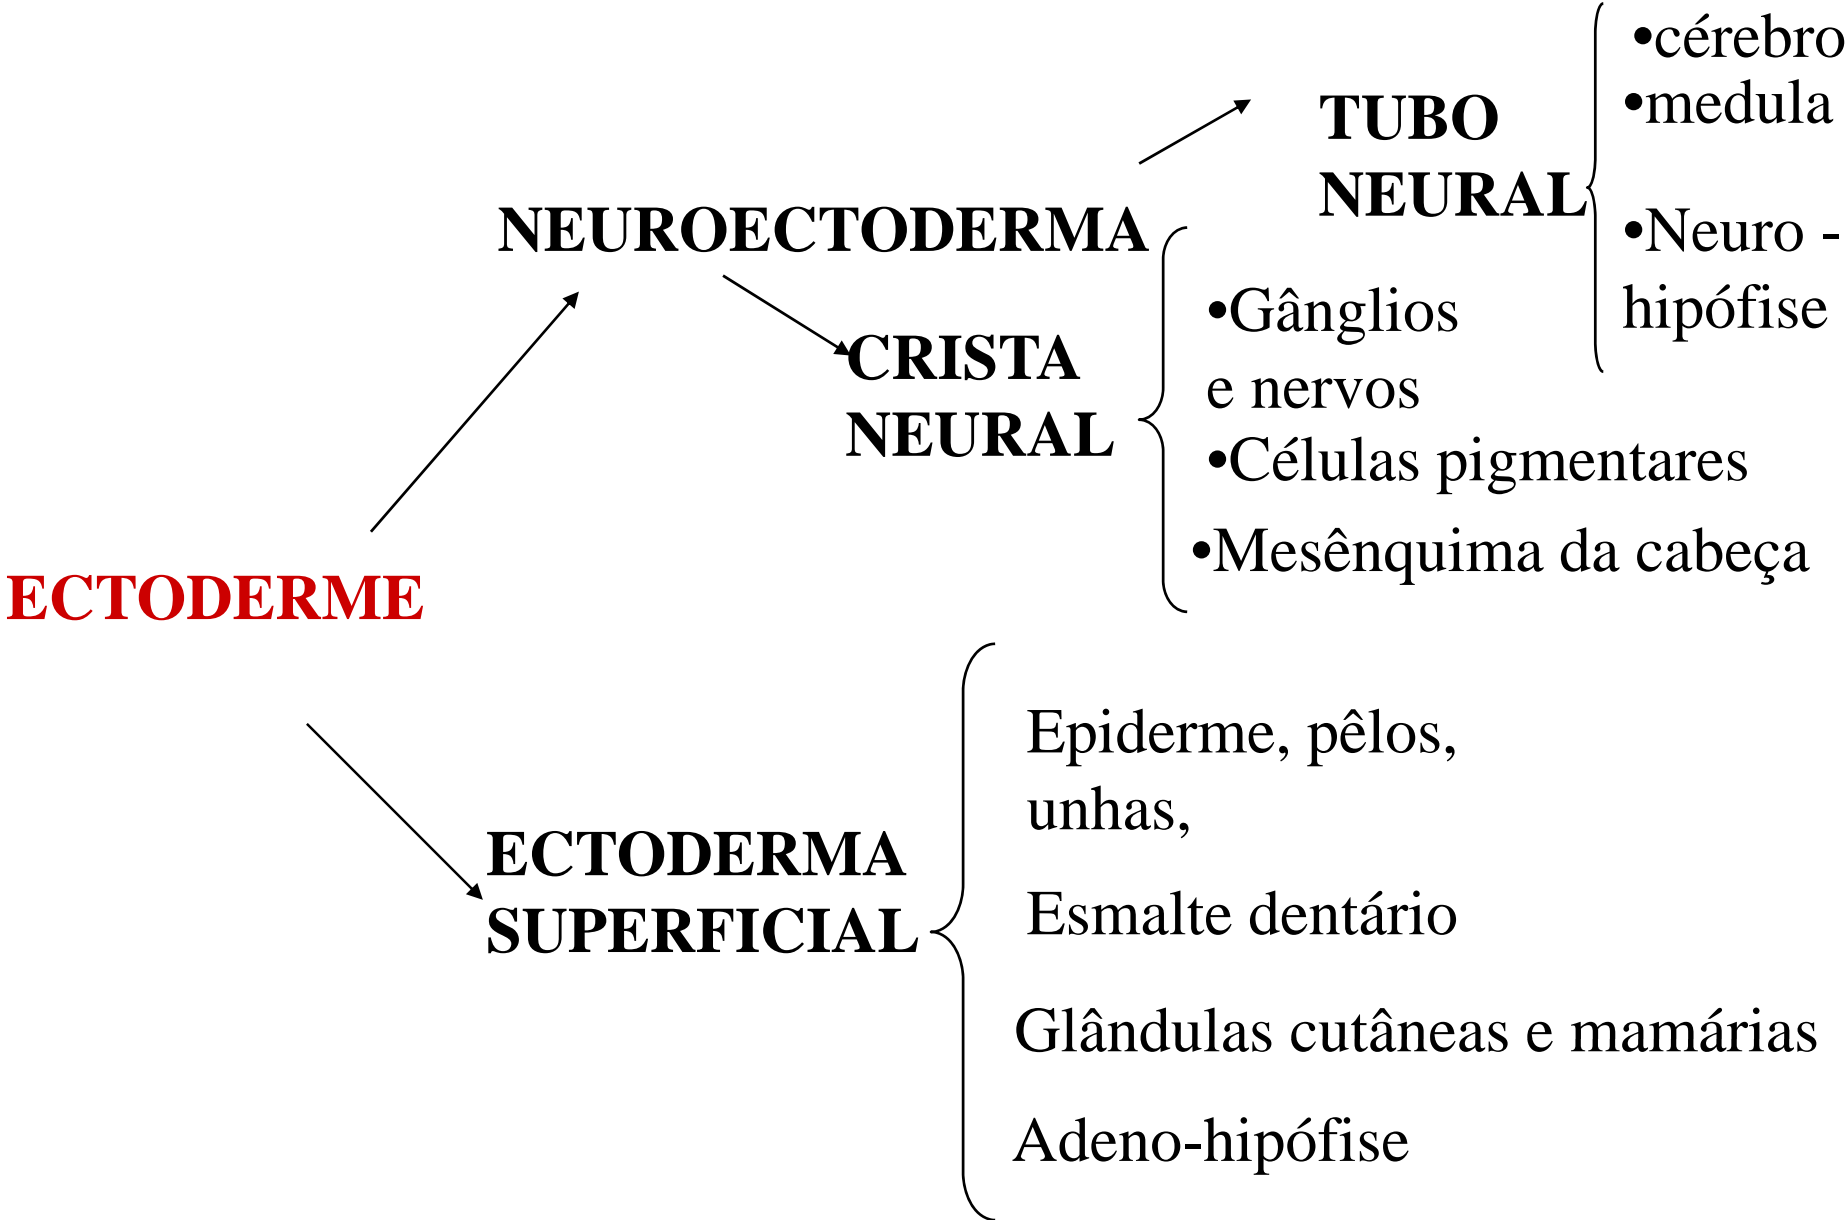 ECTODERME
NEUROECTODERMA
TUBO
NEURAL
•cérebro
•medula
•Neuro -
hipófise
CRISTA
NEURAL
•Gânglios
e nervos
•Células pigmentares
•Mesênquima da cabeça
ECTODERMA
SUPERFICIAL
Epiderme, pêlos,
unhas,
Esmalte dentário
Glândulas cutâneas e mamárias
Adeno-hipófise